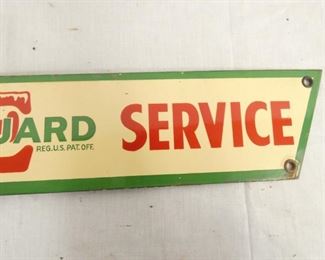 UARD SERVICE
REG.U.S. PAT. OFF.